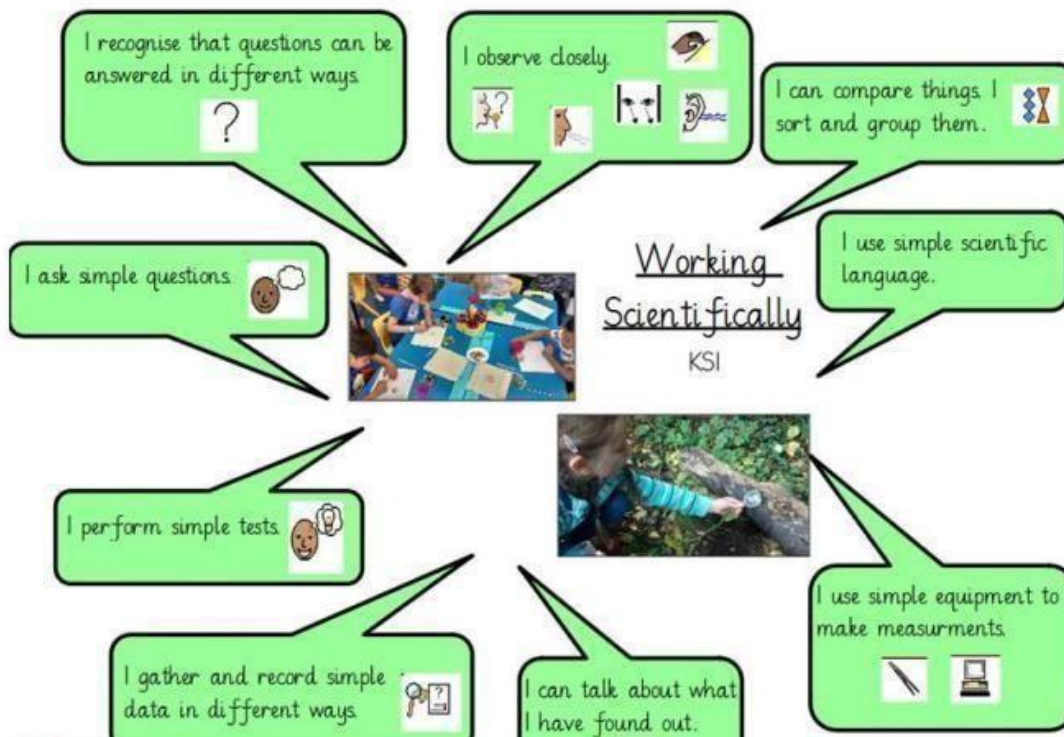 I recognise that questions can be
answered in different ways.
?
I observe closely.
?
I can compare things. I
sort and group them.
I ask simple questions.
Working
Scientifically
KS1
I use simple scientific
language.
I perform simple tests.
I use simple equipment to
make measurments.
I gather and record simple
data in different ways.
?
I can talk about what
I have found out.